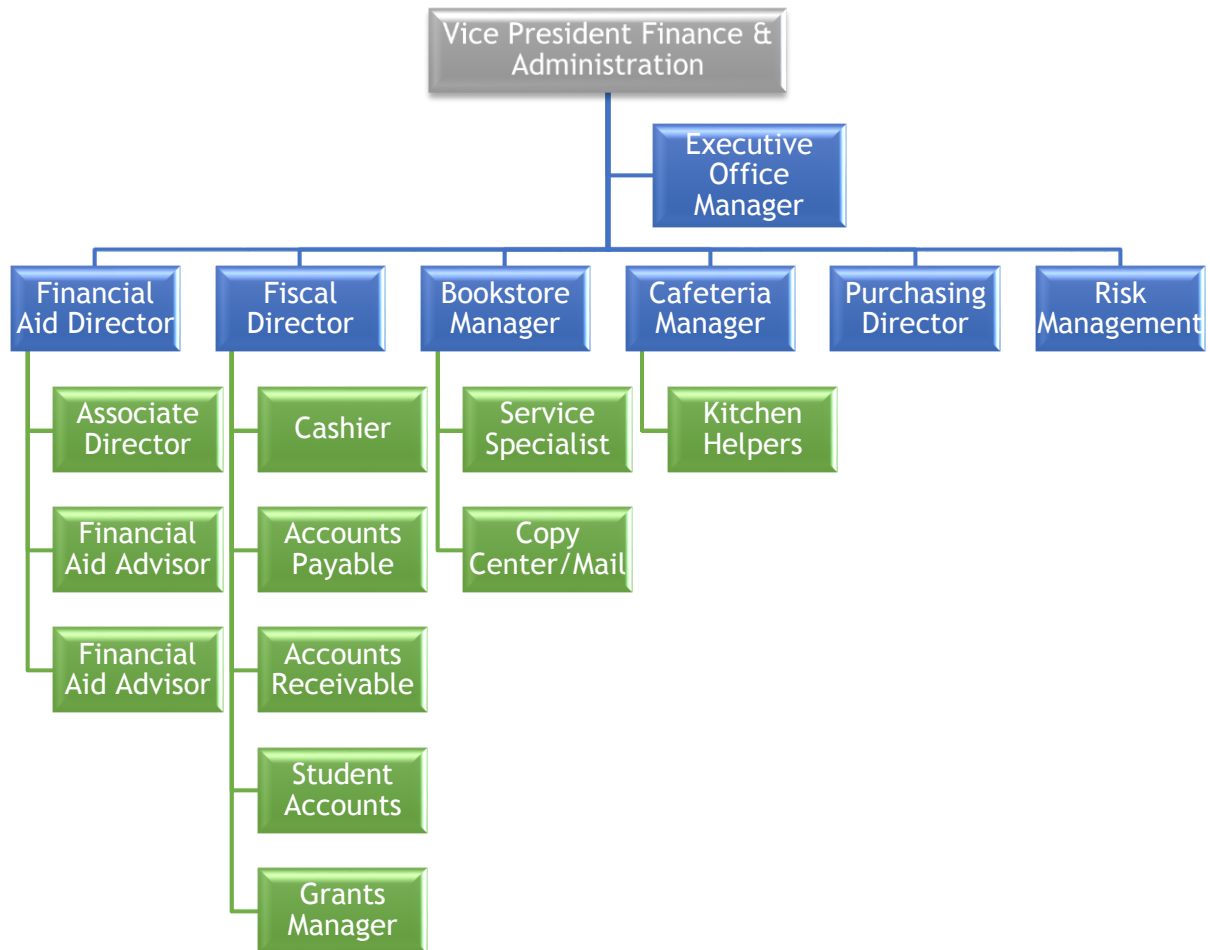 Vice President Finance &
Administration
Executive
Office
Manager
Financial
Aid Director
Fiscal
Director
Bookstore
Manager
Cafeteria
Manager
Purchasing
Director
Risk
Management
Associate
Director
Financial
Aid Advisor
Financial
Aid Advisor
Cashier
Accounts
Payable
Accounts
Receivable
Student
Accounts
Grants
Manager
Service
Specialist
Copy
Center/Mail
Kitchen
Helpers